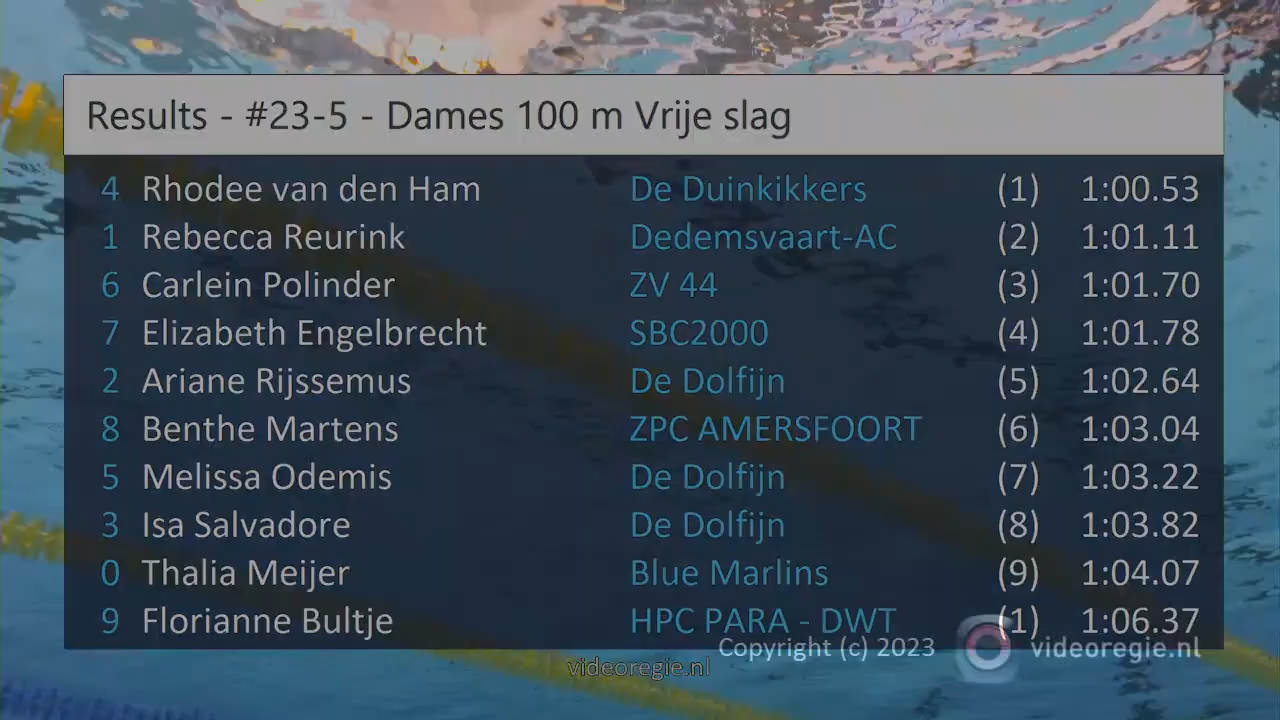 Results - #23-5 - Dames 100 m Vrije slag
4 Rhodee van den Ham De Duinkikkers (1) 1:00.53
1 Rebecca Reurink Dedemsvaart-AC (2) 1:01.11
6 Carlein Polinder ZV 44 (3) 1:01.70
7 Elizabeth Engelbrecht SBC2000 (4) 1:01.78
2 Ariane Rijssemus De Dolfijn (5) 1:02.64
8 Benthe Martens ZPC AMERSFOORT (6) 1:03.04
5 Melissa Odemis De Dolfijn (7) 1:03.22
3 Isa Salvadore De Dolfijn (8) 1:03.82
0 Thalia Meijer Blue Marlins (9) 1:04.07
9 Florianne Bultje HPC PARA - DWT (1) 1:06.37
Copyright (c) 2023 videoregie.nl
videoregie.nl